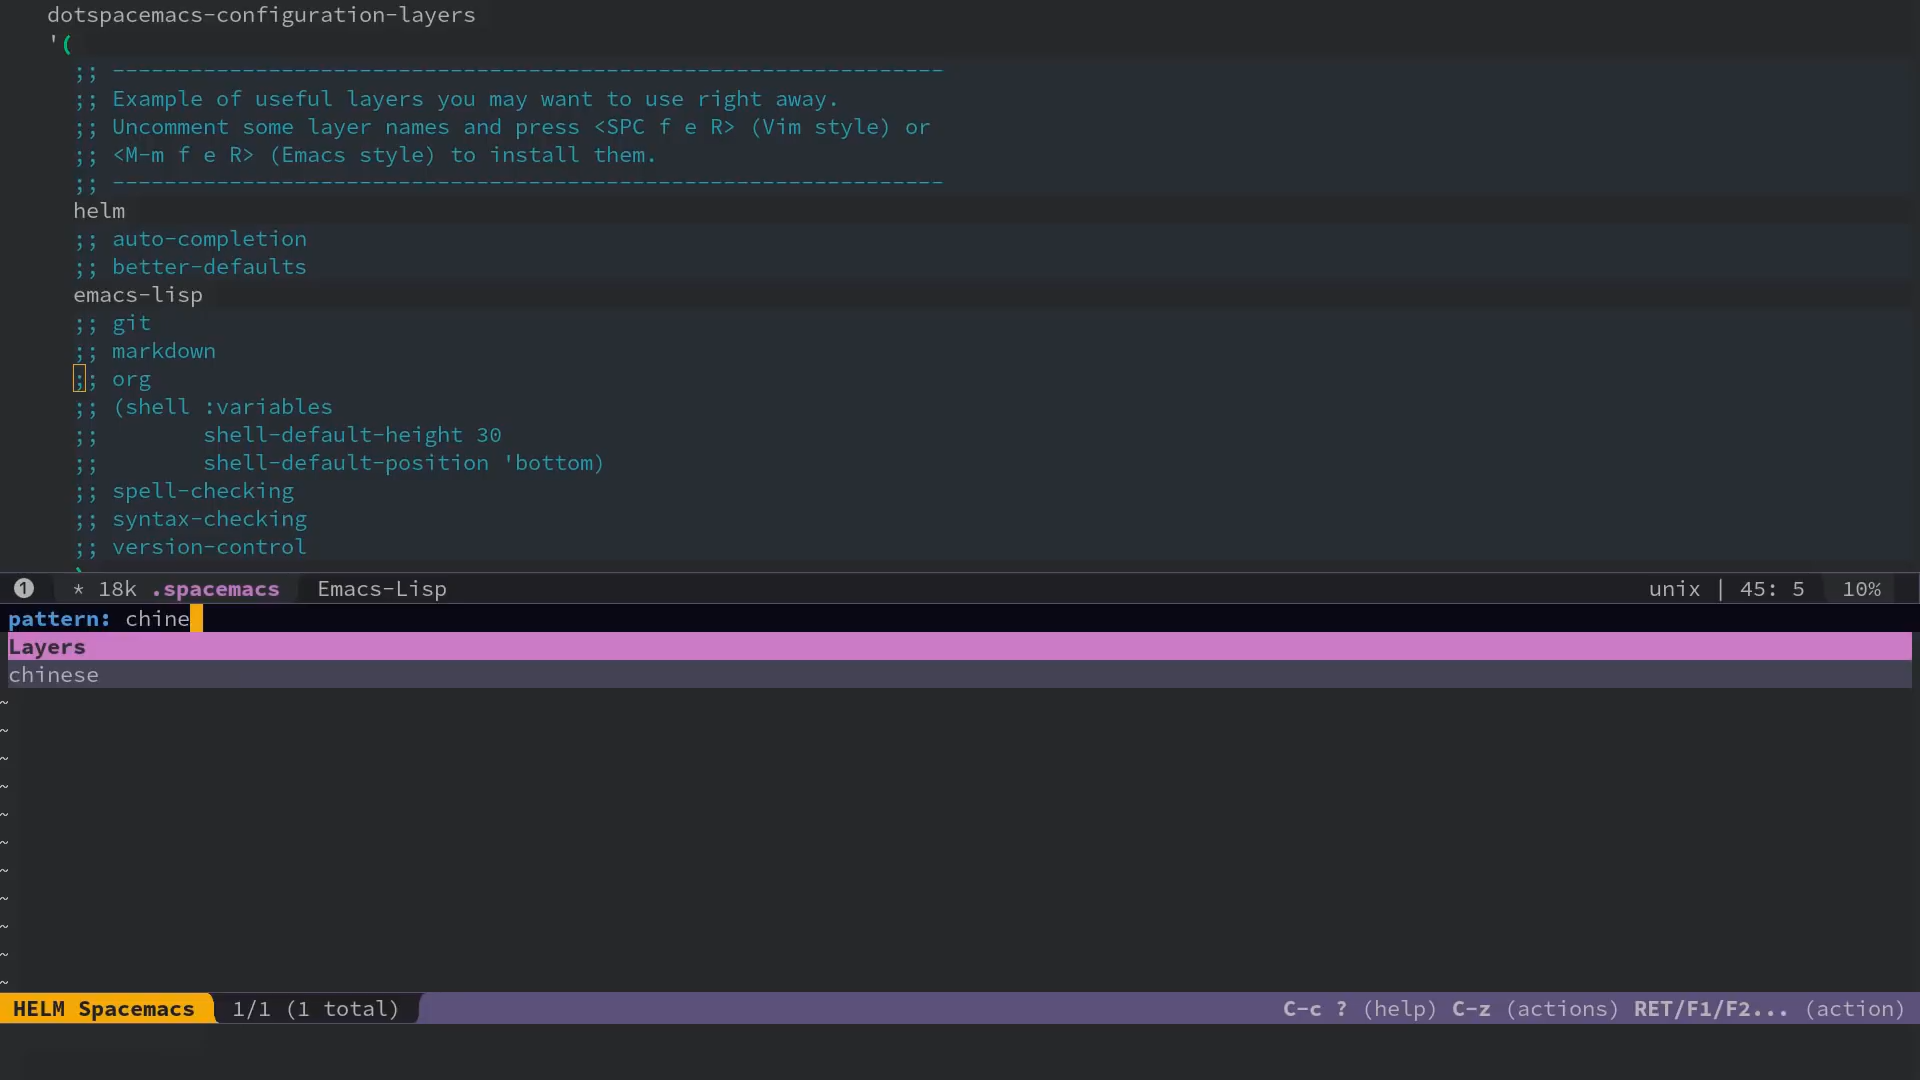 dotspacemacs-configuration-layers
'(
;; ----------------------------------------------------------------
;; Example of useful layers you may want to use right away.
;; Uncomment some layer names and press <SPC f e R> (Vim style) or
;; <M-m f e R> (Emacs style) to install them.
;; ----------------------------------------------------------------
helm
;; auto-completion
;; better-defaults
emacs-lisp
;; git
;; markdown
;; org
;; (shell :variables
;;        shell-default-height 30
;;        shell-default-position 'bottom)
;; spell-checking
;; syntax-checking
;; version-control
)
❶ * 18k .spacemacs Emacs-Lisp unix | 45: 5 10%
pattern: chine
Layers
chinese
~
~
~
~
~
~
~
~
~
~
~
HELM Spacemacs 1/1 (1 total) C-c ? (help) C-z (actions) RET/F1/F2... (action)